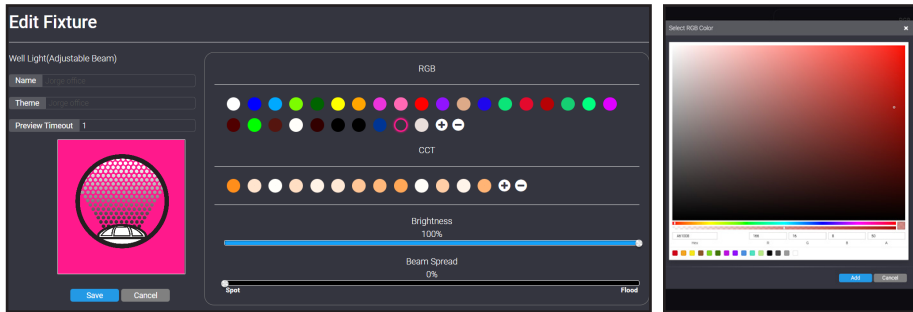 Edit Fixture
Well Light(Adjustable Beam)
Name
Theme
Preview Timeout 1
Save
Cancel
RGB
CCT
Brightness
100%
Beam Spread
0%
Spot
Flood
Select RGB Color
R
G
B
A
Add
Cancel